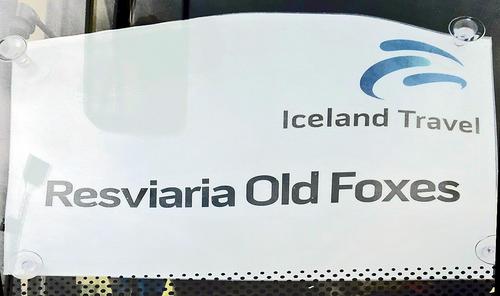 Iceland Travel
Resviaria Old Foxes